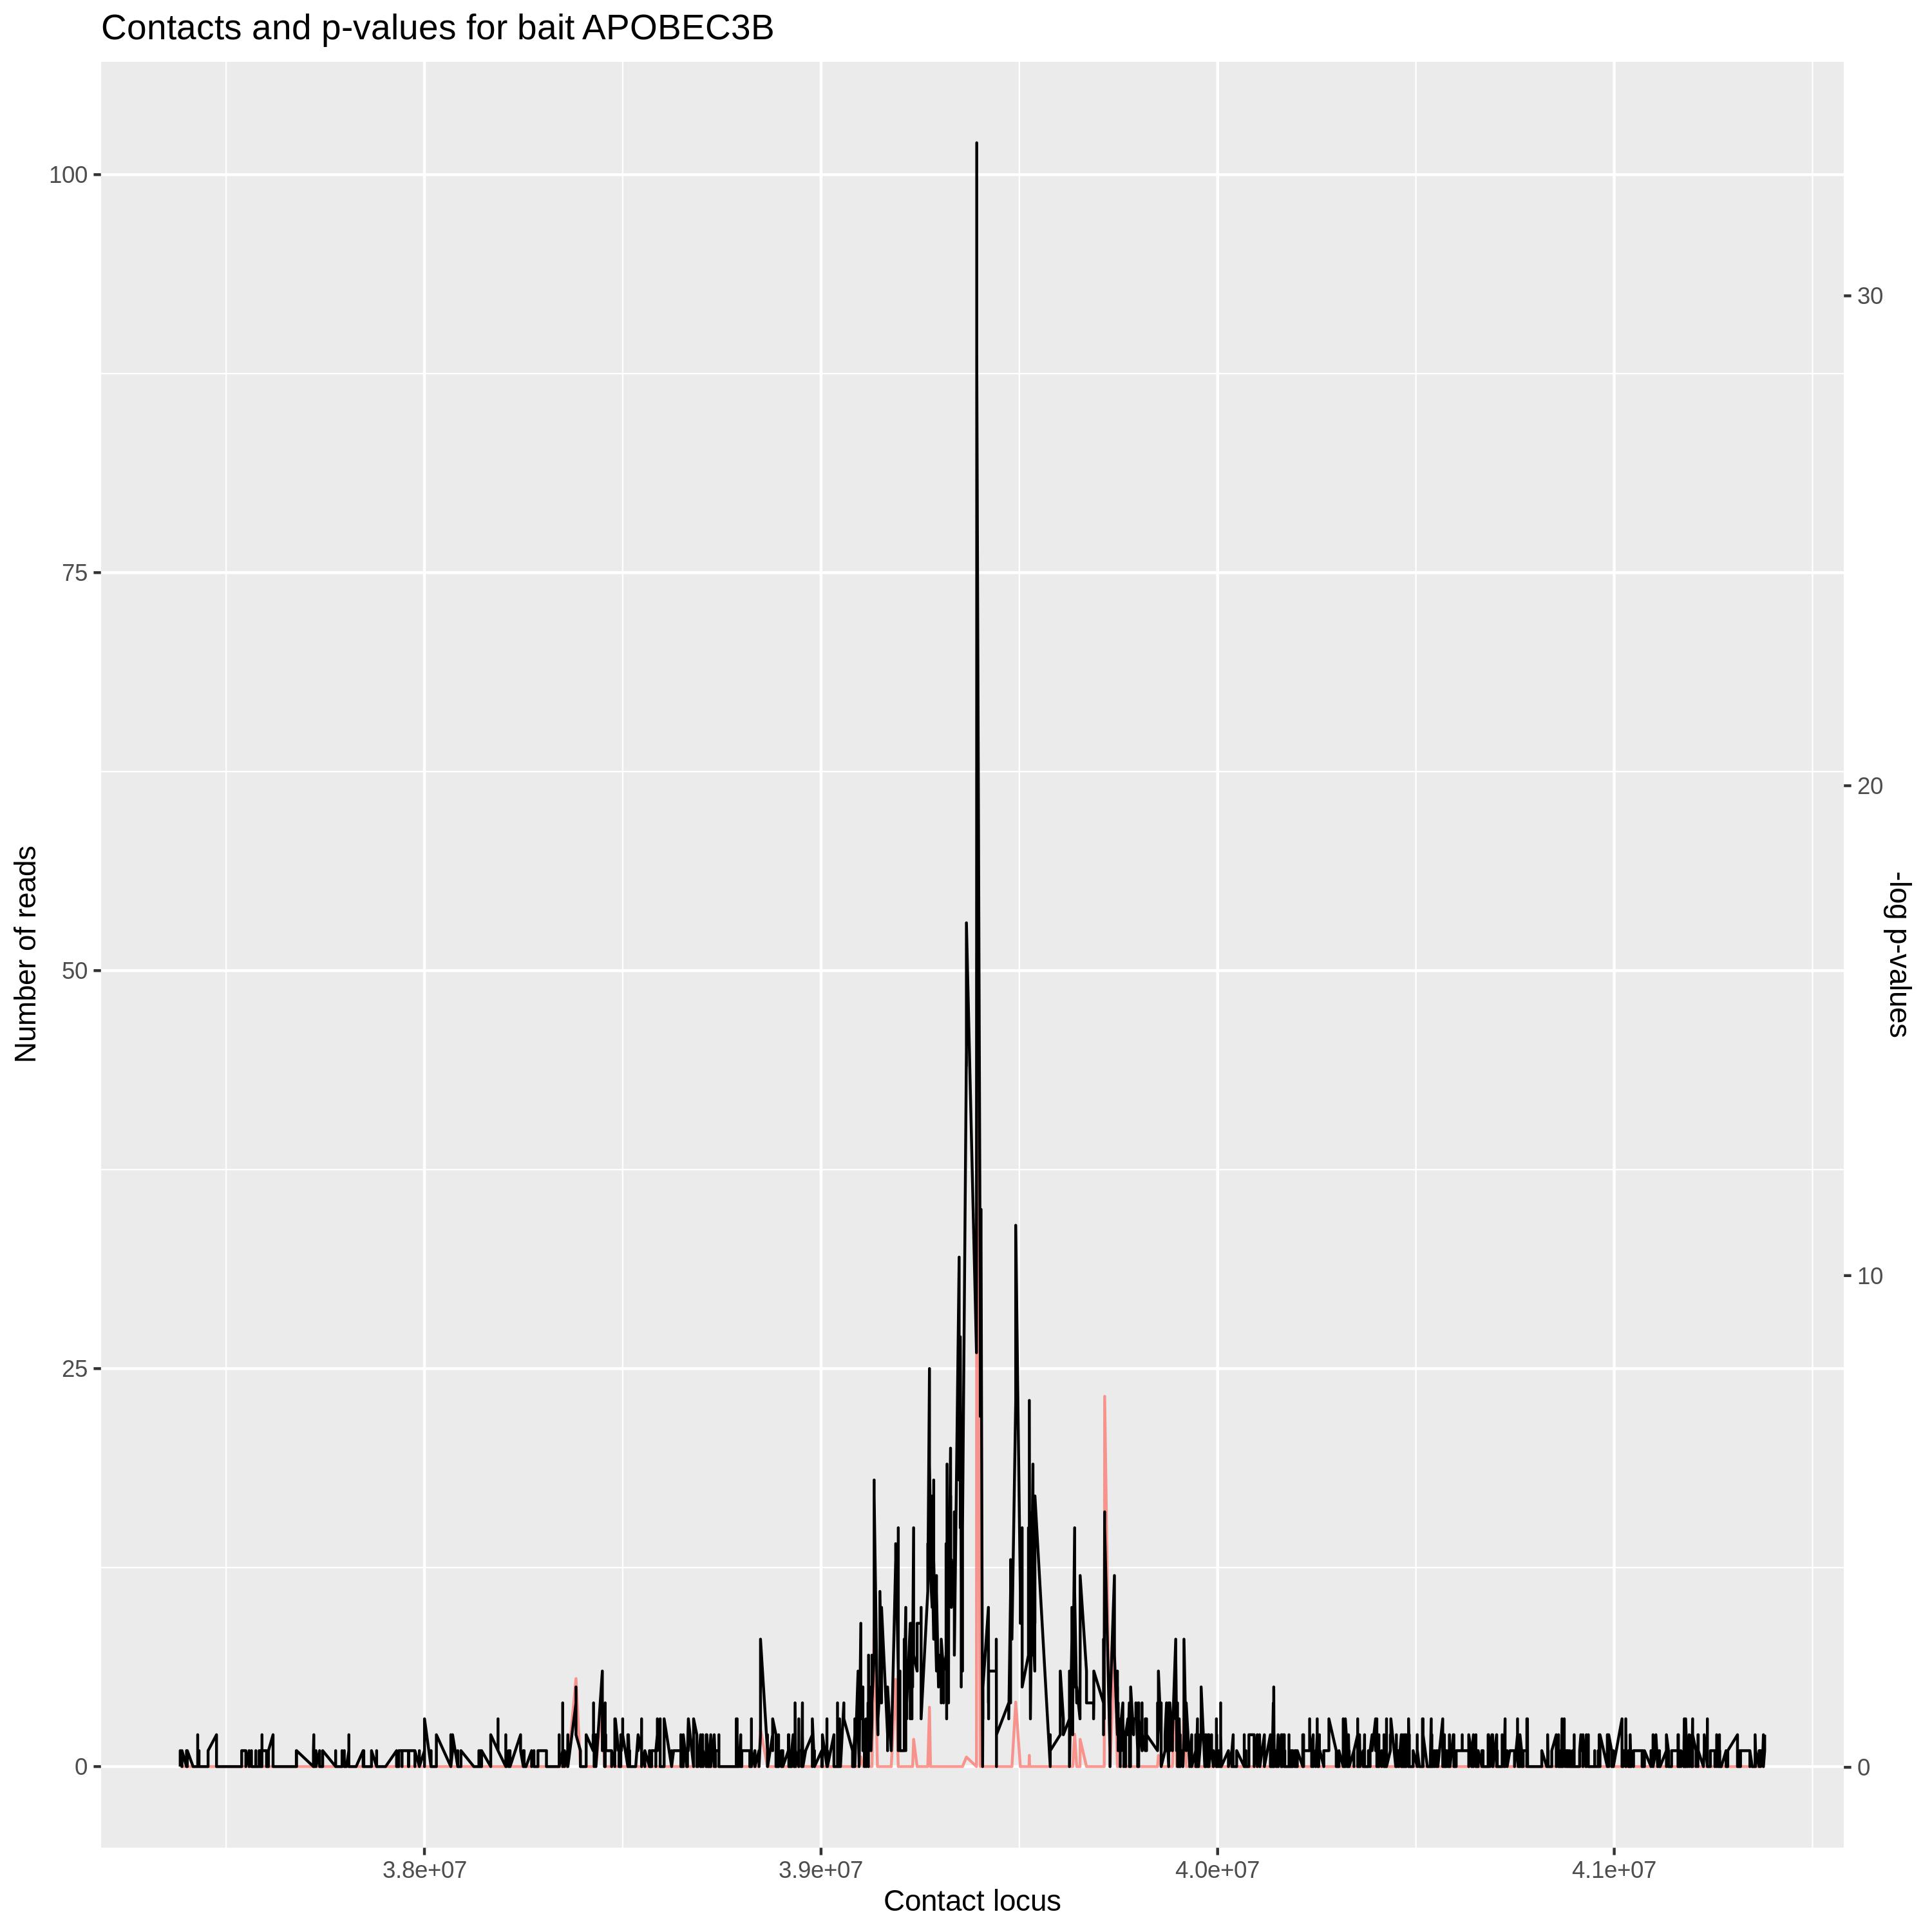 Contacts and p-values for bait APOBEC3B
100
75
50
25
0
Number of reads
30
20
10
0
-log p-values
3.8e+07
3.9e+07
4.0e+07
4.1e+07
Contact locus